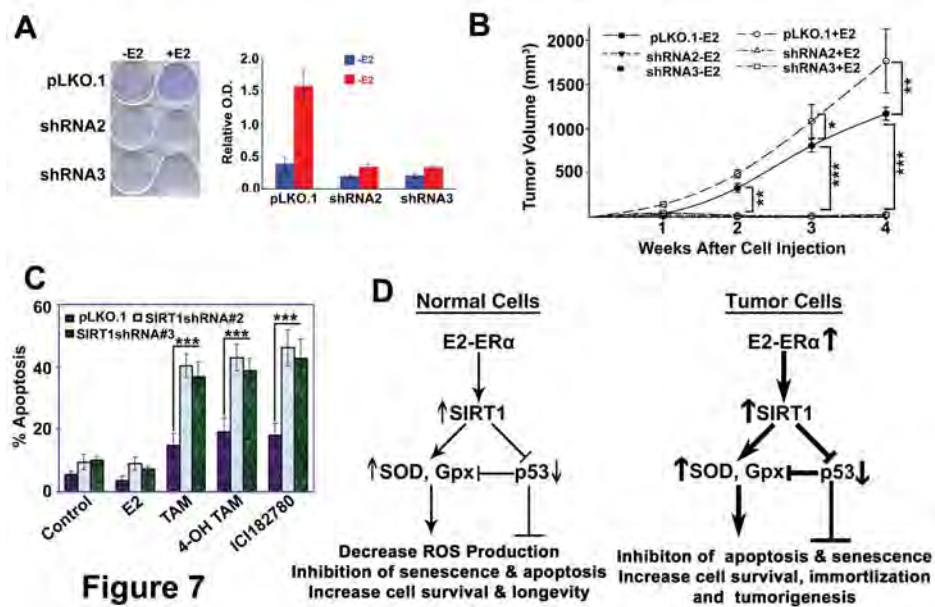 A
-E2 +E2
pLKO.1
shRNA2
shRNA3
Relative O.D.
2.0
1.5
1.0
0.5
0.0
-E2
-E2
pLKO.1 shRNA2 shRNA3
B
Tumor Volume (mm³)
2000
1500
1000
500
pLKO.1-E2 pLKO.1+E2
shRNA2-E2 shRNA2+E2
shRNA3-E2 shRNA3+E2
**
*
**
***
***
1 2 3 4
Weeks After Cell Injection
C
% Apoptosis
60
40
20
0
pLKO.1 SIRT1shRNA#2
SIRT1shRNA#3
*** *** ***
Control E2 TAM 4-OH TAM ICI182780
Figure 7
D
Normal Cells
E2-ERα
↑SIRT1
↑SOD, Gpx p53↓
Decrease ROS Production
Inhibition of senescence & apoptosis
Increase cell survival & longevity
Tumor Cells
E2-ERα↑
↑SIRT1
↑SOD, Gpx p53↓
Inhibiton of apoptosis & senescence
Increase cell survival, immortlization
and tumorigenesis